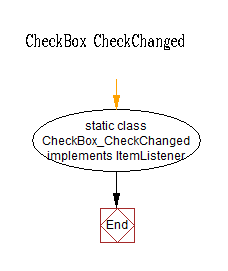 CheckBox CheckChanged
static class
CheckBox_CheckChanged
implements ItemListener
End